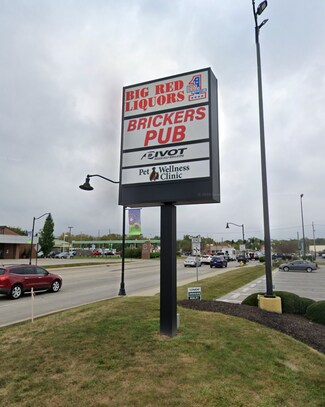 BIG RED
LIQUORS
BRICKERS
PUB
PIVOT
Pet Wellness
Clinic